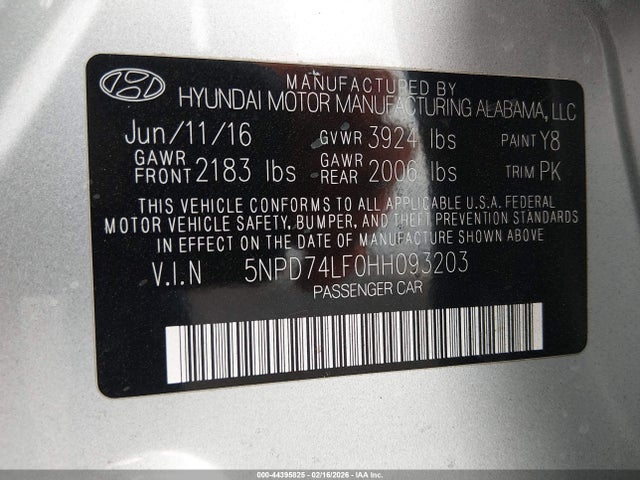 MANUFACTURED BY
HYUNDAI MOTOR MANUFACTURING ALABAMA, LLC
Jun/11/16 GVWR 3924 lbs PAINT Y8
GAWR FRONT 2183 lbs GAWR REAR 2006 lbs TRIM PK
THIS VEHICLE CONFORMS TO ALL APPLICABLE U.S.A. FEDERAL
MOTOR VEHICLE SAFETY, BUMPER, AND THEFT PREVENTION STANDARDS
IN EFFECT ON THE DATE OF MANUFACTURE SHOWN ABOVE.
V.I.N 5NPD74LF0HH093203
PASSENGER CAR
000-44395825 - 02/16/2026 - COPART